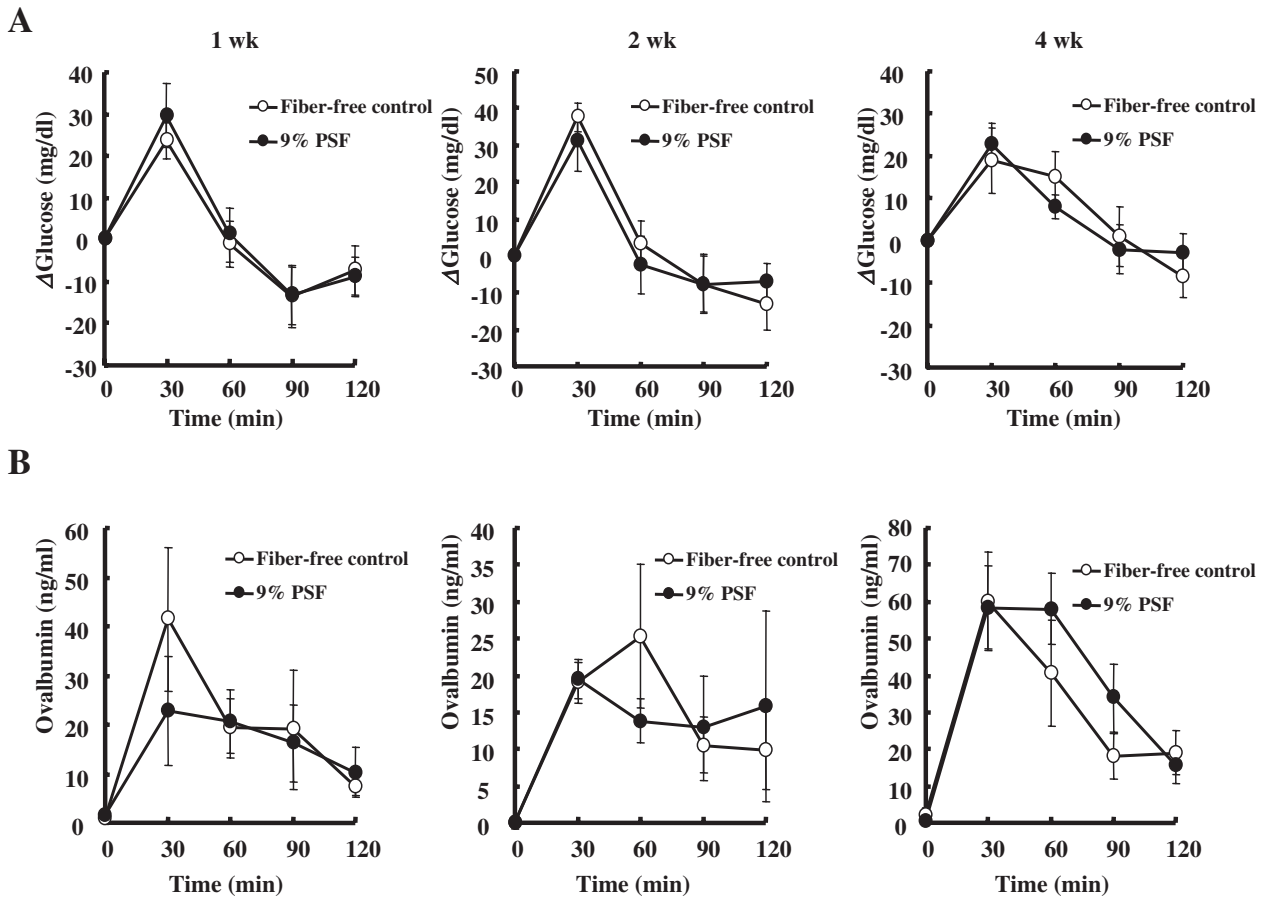 A
1 wk
2 wk
4 wk
ΔGlucose (mg/dl)
40
30
20
10
0
-10
-20
-30
Fiber-free control
9% PSF
0 30 60 90 120
Time (min)
ΔGlucose (mg/dl)
50
40
30
20
10
0
-10
-20
-30
Fiber-free control
9% PSF
0 30 60 90 120
Time (min)
ΔGlucose (mg/dl)
40
30
20
10
0
-10
-20
-30
Fiber-free control
9% PSF
0 30 60 90 120
Time (min)
B
Ovalbumin (ng/ml)
60
50
40
30
20
10
0
Fiber-free control
9% PSF
0 30 60 90 120
Time (min)
Ovalbumin (ng/ml)
40
35
30
25
20
15
10
5
0
Fiber-free control
9% PSF
0 30 60 90 120
Time (min)
Ovalbumin (ng/ml)
80
70
60
50
40
30
20
10
0
Fiber-free control
9% PSF
0 30 60 90 120
Time (min)